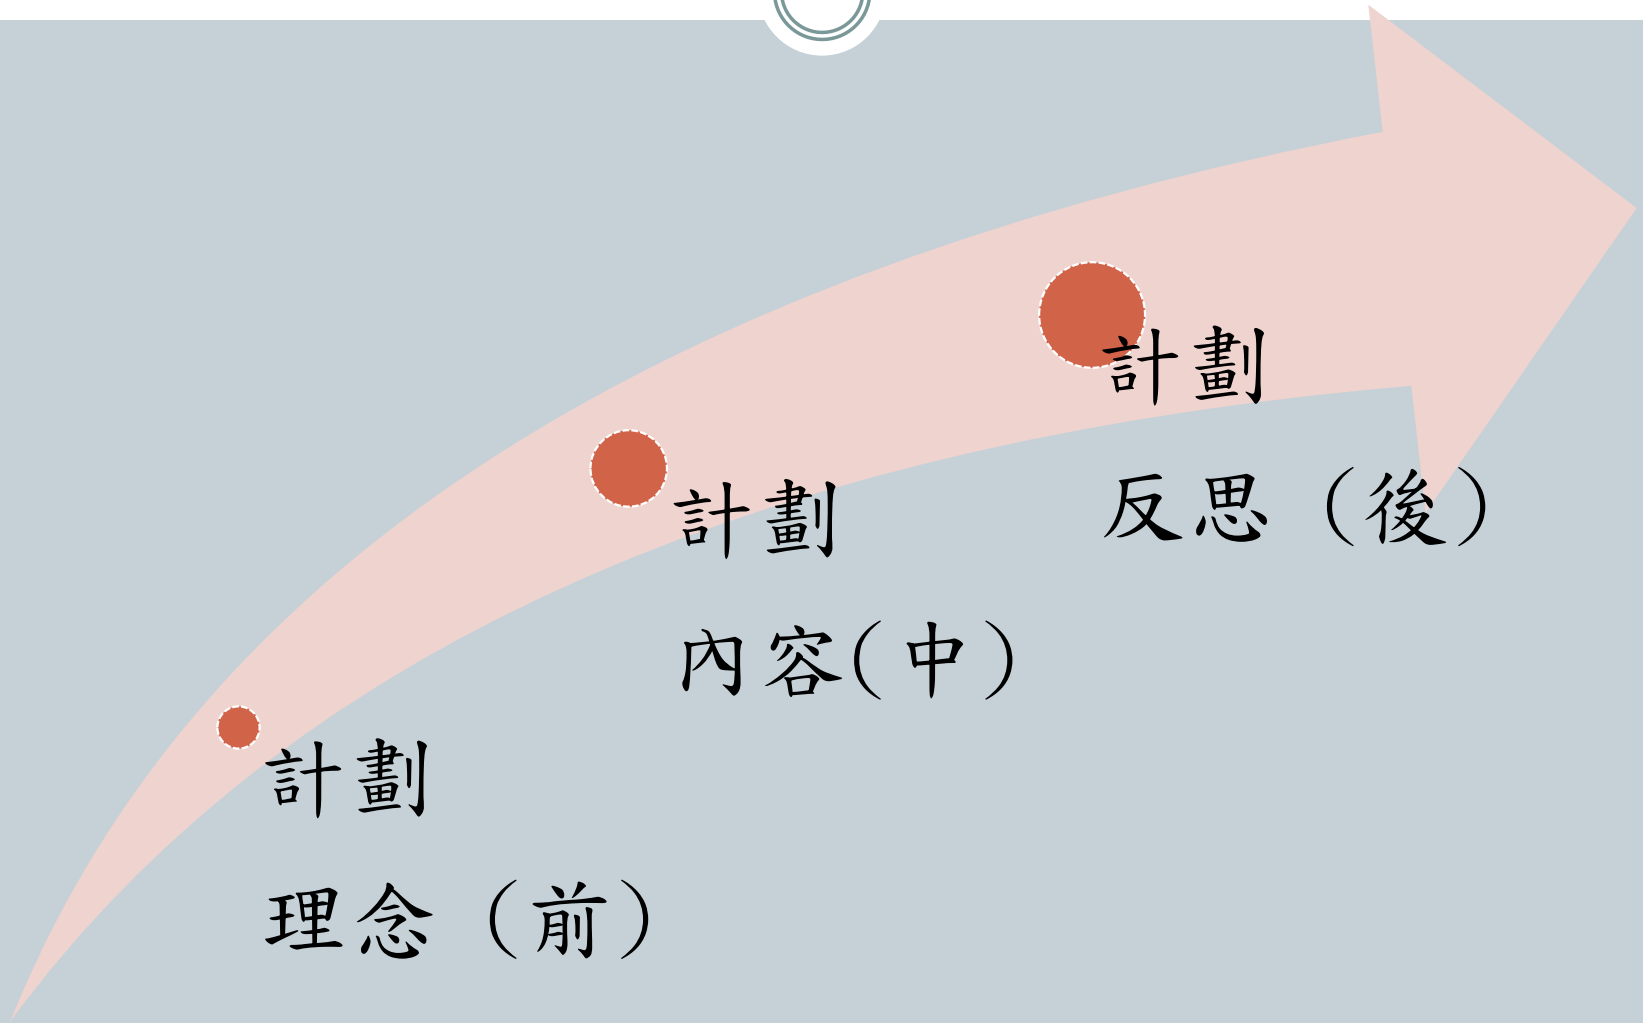 計劃
理念（前）
計劃
內容(中）
計劃
反思（後）